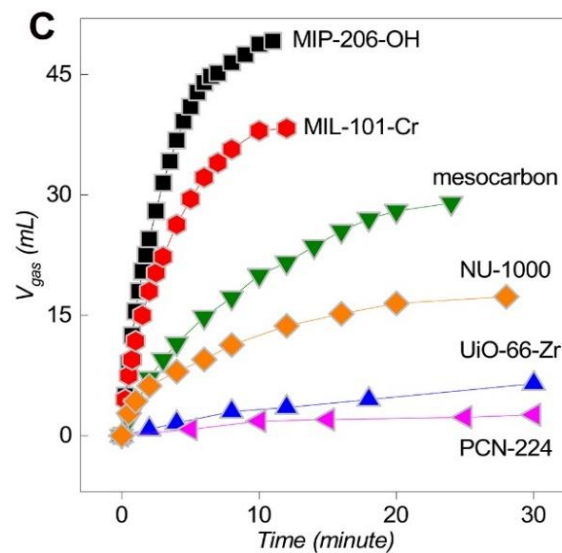 C
MIP-206-OH
45
MIL-101-Cr
mesocarbon
30
V_gas (mL)
NU-1000
15
UiO-66-Zr
0
PCN-224
0 10 20 30
Time (minute)